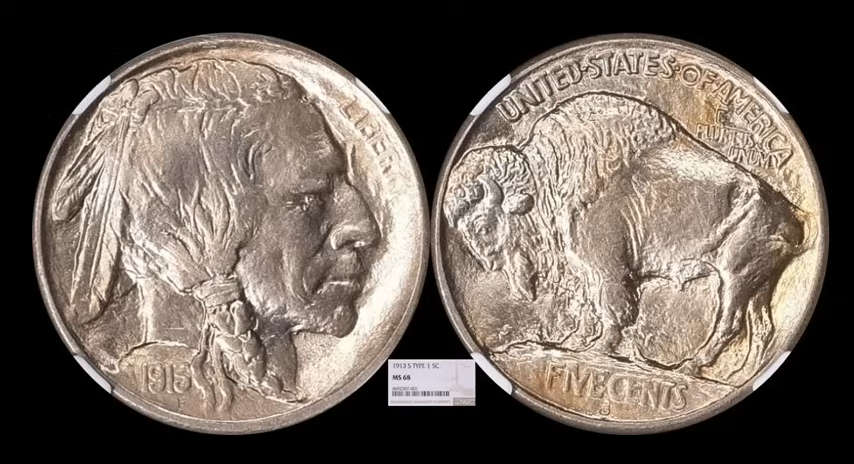 LIBERTY
1913
UNITED·STATES·OF·AMERICA
E
PLURIBUS
UNUM
FIVE CENTS
S
1913 S TYPE 1 5C
MS 68